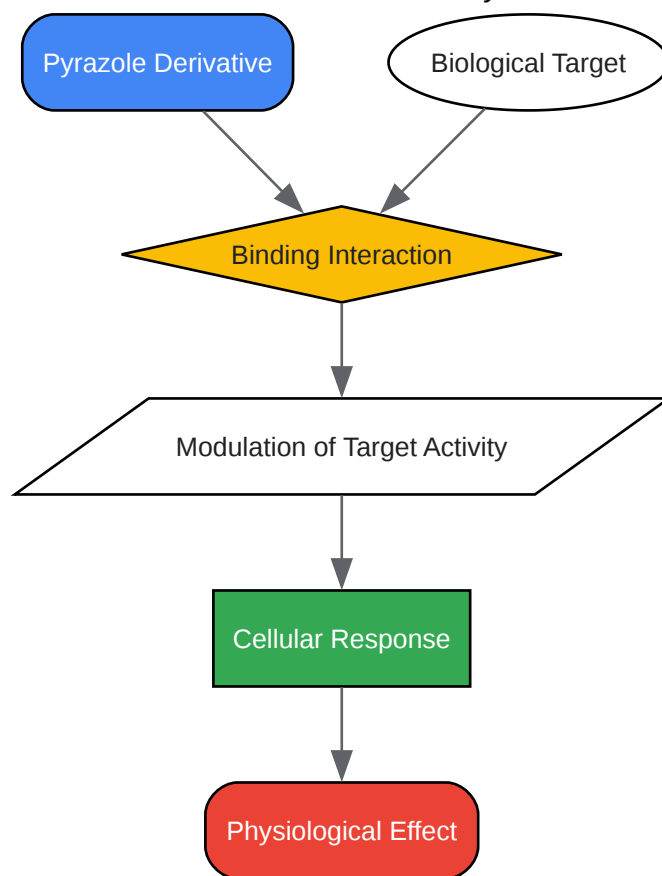 Pyrazole Derivative
Biological Target
Binding Interaction
Modulation of Target Activity
Cellular Response
Physiological Effect